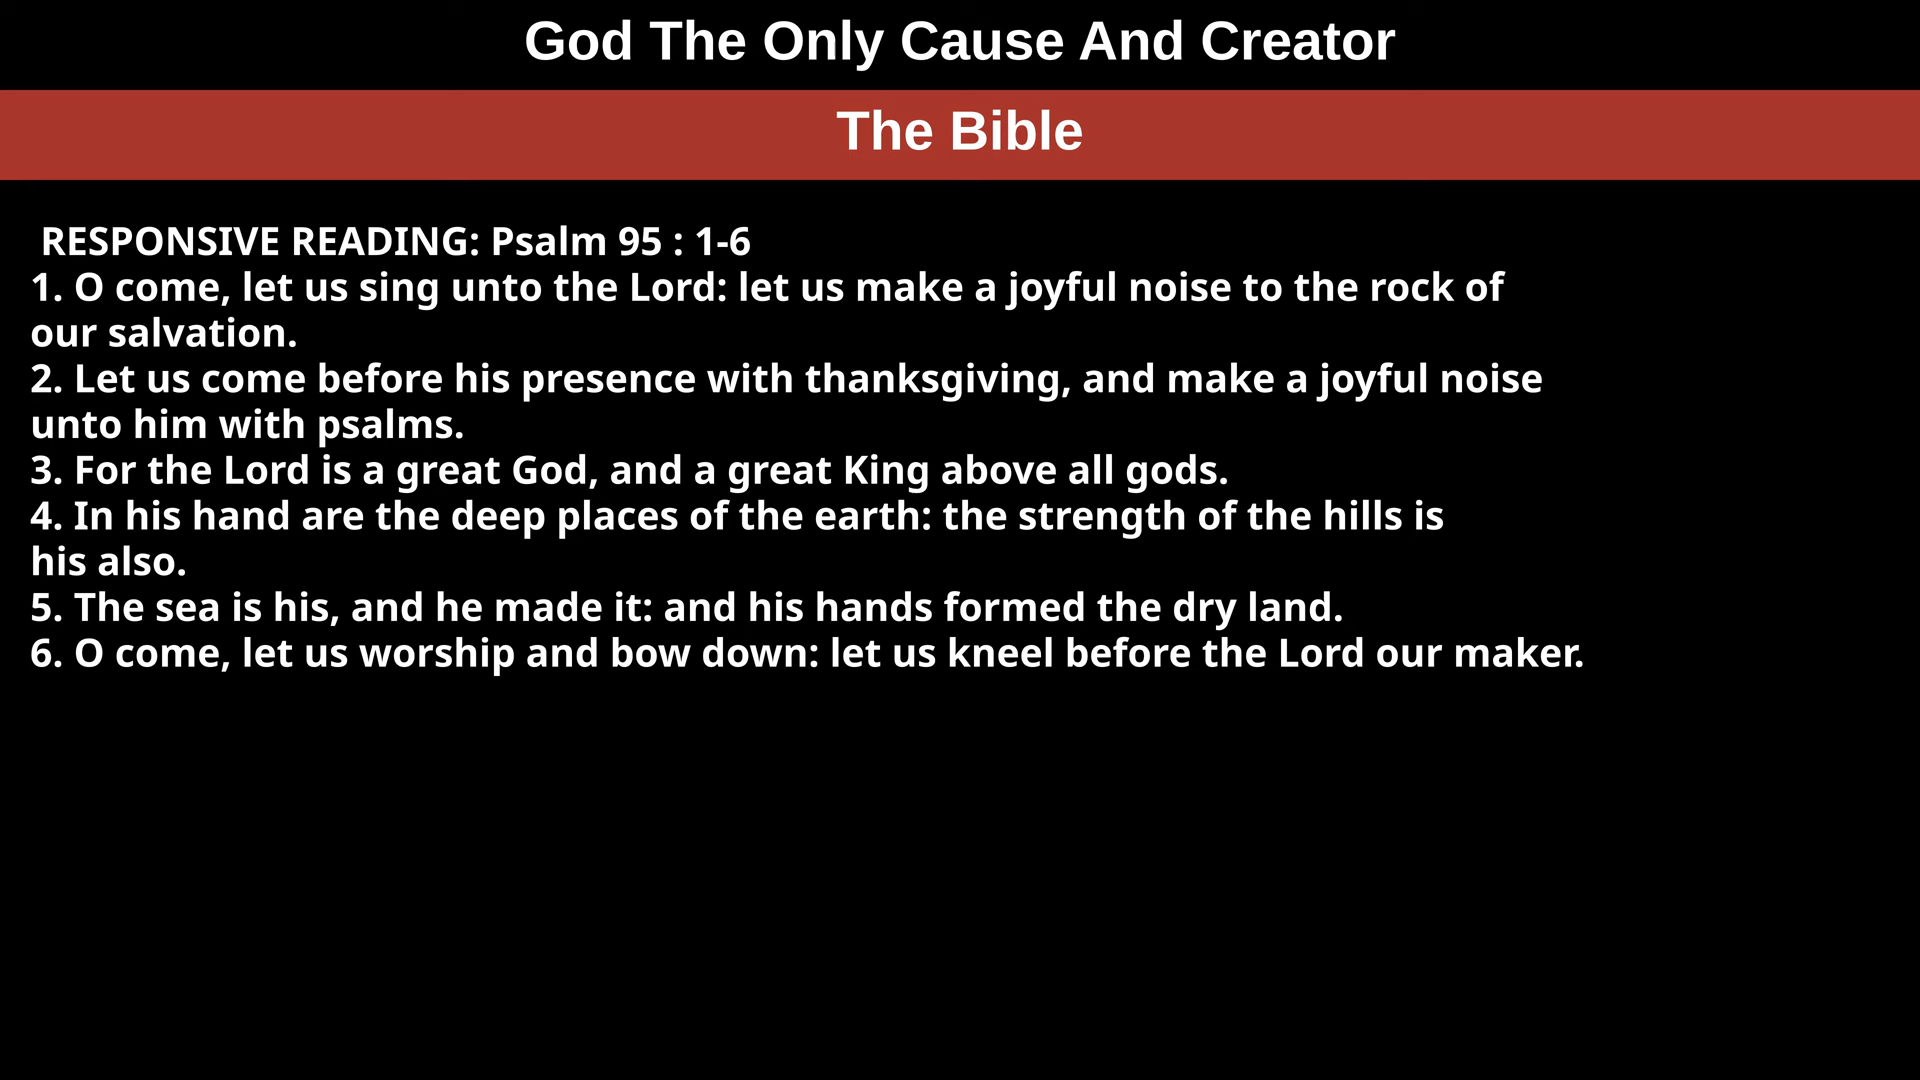 God The Only Cause And Creator
The Bible
RESPONSIVE READING: Psalm 95 : 1-6
1. O come, let us sing unto the Lord: let us make a joyful noise to the rock of
our salvation.
2. Let us come before his presence with thanksgiving, and make a joyful noise
unto him with psalms.
3. For the Lord is a great God, and a great King above all gods.
4. In his hand are the deep places of the earth: the strength of the hills is
his also.
5. The sea is his, and he made it: and his hands formed the dry land.
6. O come, let us worship and bow down: let us kneel before the Lord our maker.